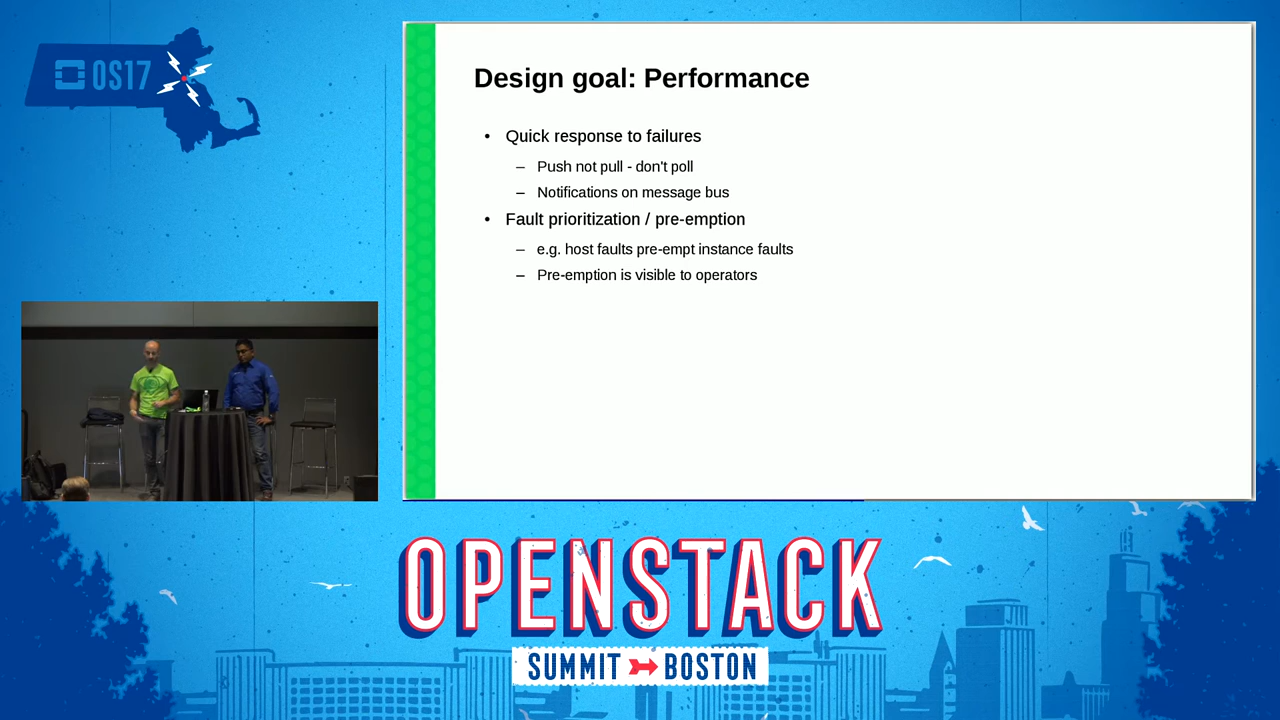 OS17
Design goal: Performance
• Quick response to failures
– Push not pull - don't poll
– Notifications on message bus
• Fault prioritization / pre-emption
– e.g. host faults pre-empt instance faults
– Pre-emption is visible to operators
OPENSTACK
SUMMIT BOSTON